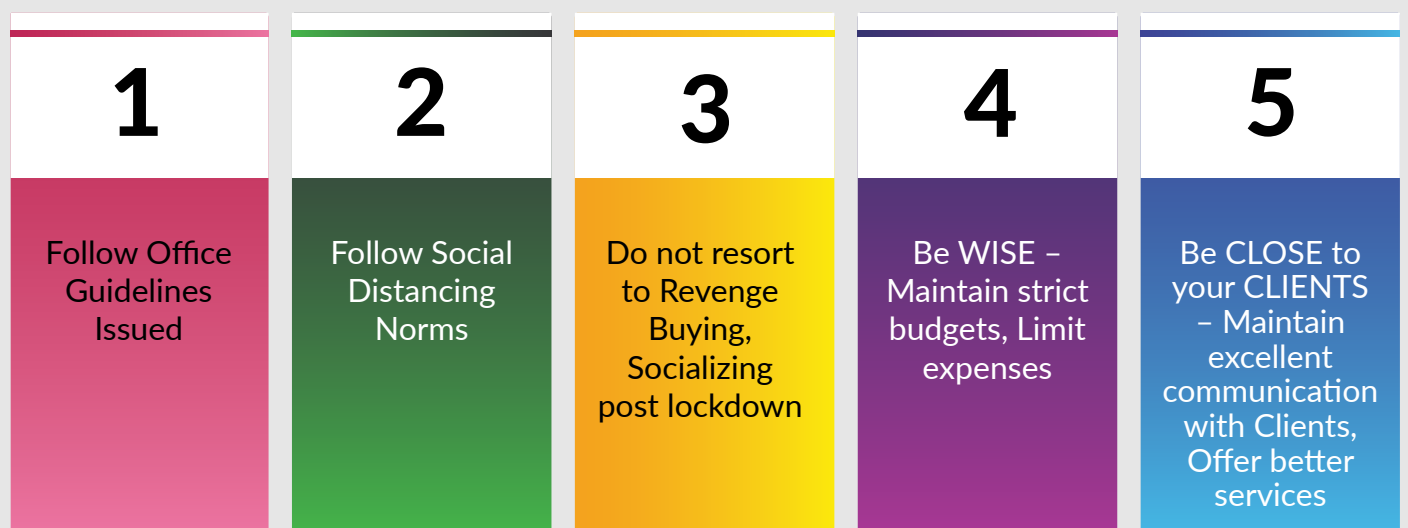 1
Follow Office
Guidelines
Issued
2
Follow Social
Distancing
Norms
3
Do not resort
to Revenge
Buying,
Socializing
post lockdown
4
Be WISE –
Maintain strict
budgets, Limit
expenses
5
Be CLOSE to
your CLIENTS
– Maintain
excellent
communication
with Clients,
Offer better
services